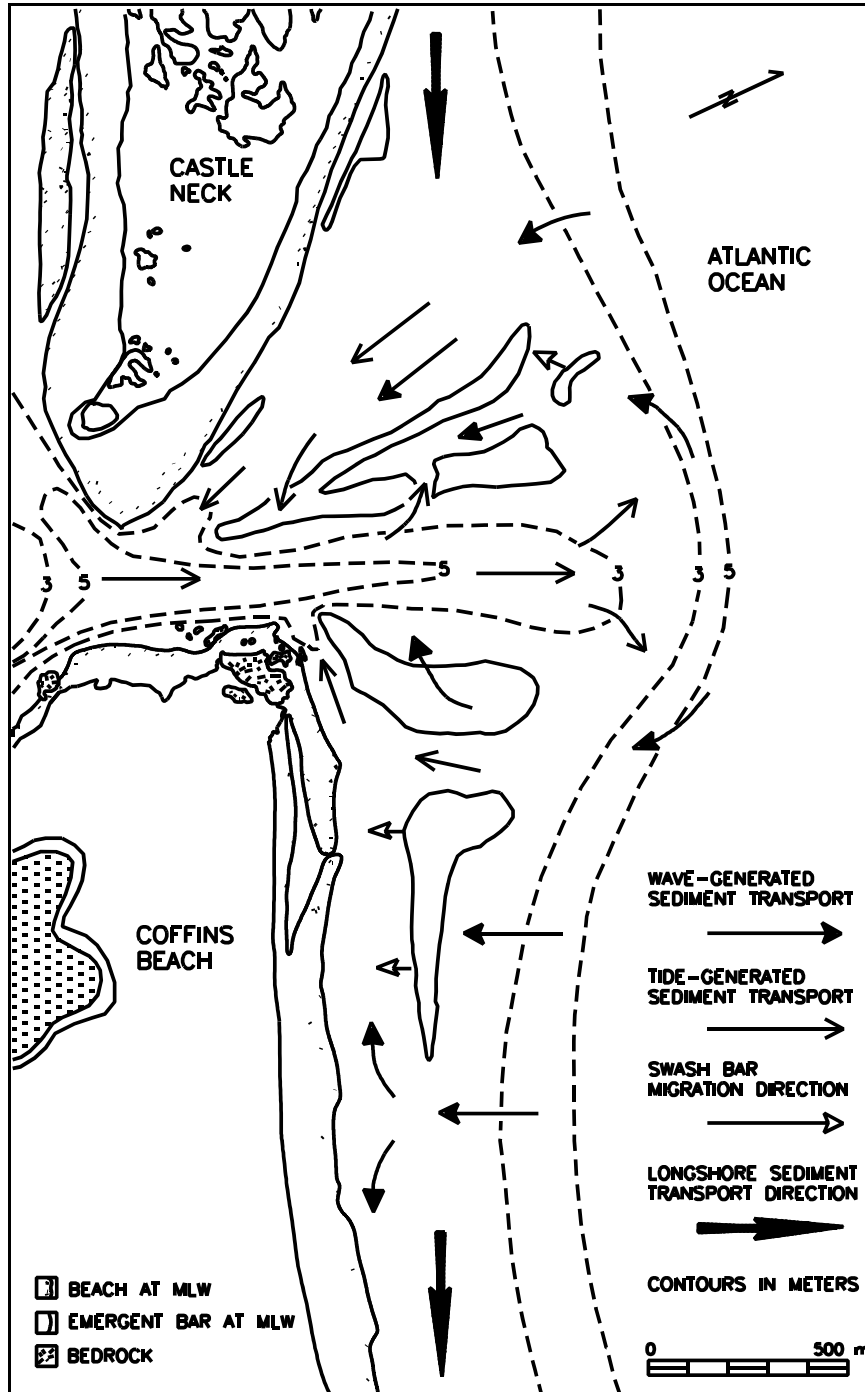 N
CASTLE
NECK
ATLANTIC
OCEAN
3 5 5 3 3 5
COFFINS
BEACH
WAVE-GENERATED
SEDIMENT TRANSPORT
TIDE-GENERATED
SEDIMENT TRANSPORT
SWASH BAR
MIGRATION DIRECTION
LONGSHORE SEDIMENT
TRANSPORT DIRECTION
CONTOURS IN METERS
0 500 m
BEACH AT MLW
EMERGENT BAR AT MLW
BEDROCK